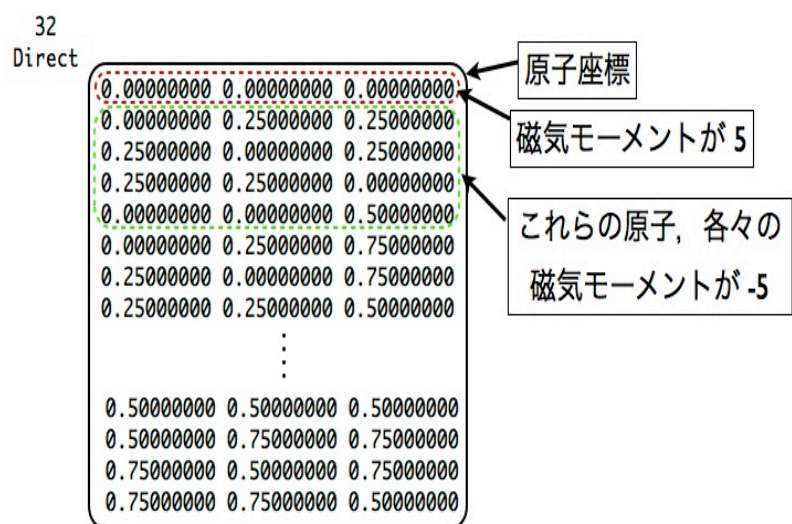 32
Direct
0.00000000 0.00000000 0.00000000
0.00000000 0.25000000 0.25000000
0.25000000 0.00000000 0.25000000
0.25000000 0.25000000 0.00000000
0.00000000 0.00000000 0.50000000
0.00000000 0.25000000 0.75000000
0.25000000 0.00000000 0.75000000
0.25000000 0.25000000 0.50000000
0.50000000 0.50000000 0.50000000
0.50000000 0.75000000 0.75000000
0.75000000 0.50000000 0.75000000
0.75000000 0.75000000 0.50000000
原子座標
磁気モーメントが 5
これらの原子，各々の
磁気モーメントが -5